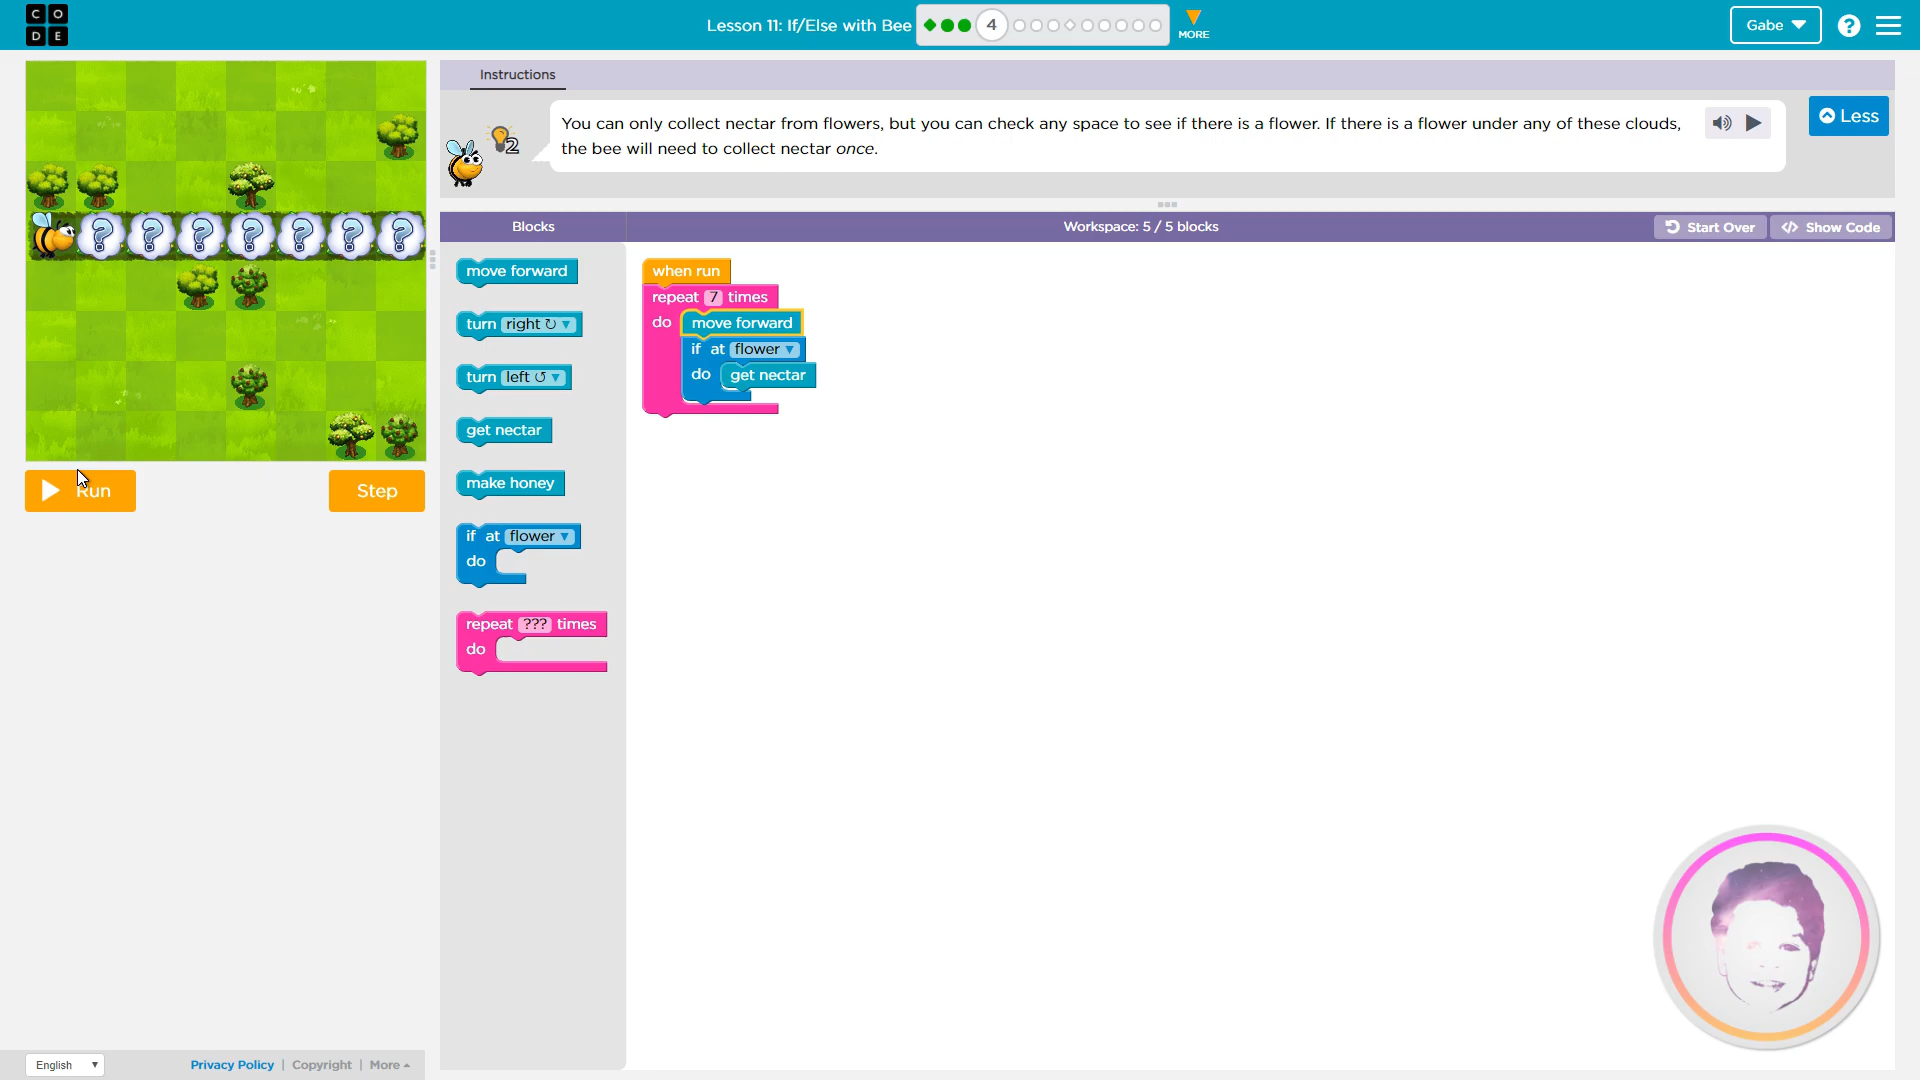 C O
D E
Lesson 11: If/Else with Bee
4
MORE
Gabe
?
Instructions
2
You can only collect nectar from flowers, but you can check any space to see if there is a flower. If there is a flower under any of these clouds,
the bee will need to collect nectar once.
Less
? ? ? ? ? ? ?
Run
Step
Blocks
Workspace: 5 / 5 blocks
Start Over
</> Show Code
move forward
turn right ↻ ▼
turn left ↺ ▼
get nectar
make honey
if at flower ▼
do
repeat ??? times
do
when run
repeat 7 times
do move forward
if at flower ▼
do get nectar
English ▼
Privacy Policy | Copyright | More